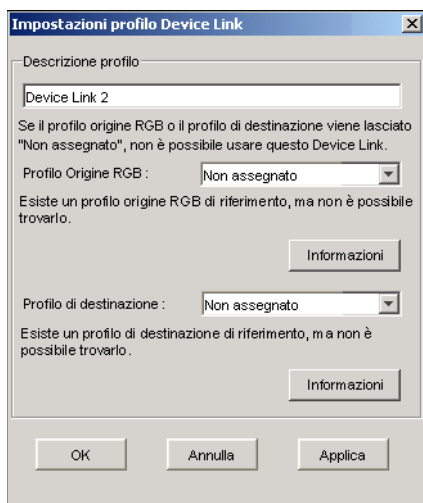 Impostazioni profilo Device Link
Descrizione profilo
Device Link 2
Se il profilo origine RGB o il profilo di destinazione viene lasciato
"Non assegnato", non è possibile usare questo Device Link.
Profilo Origine RGB :
Non assegnato
Esiste un profilo origine RGB di riferimento, ma non è possibile
trovarlo.
Informazioni
Profilo di destinazione :
Non assegnato
Esiste un profilo di destinazione di riferimento, ma non è
possibile trovarlo.
Informazioni
OK
Annulla
Applica